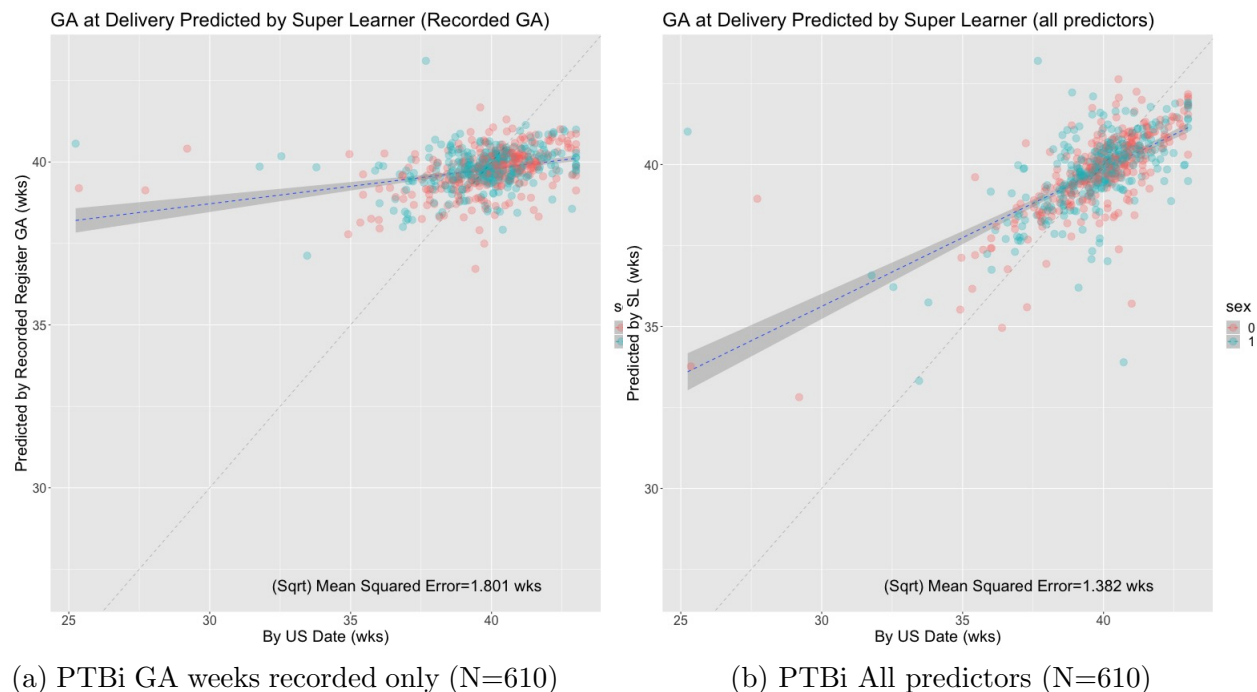 GA at Delivery Predicted by Super Learner (Recorded GA)
Predicted by Recorded Register GA (wks)
40
35
30
(Sqrt) Mean Squared Error=1.801 wks
25 30 35 40
By US Date (wks)
s
(a) PTBi GA weeks recorded only (N=610)
GA at Delivery Predicted by Super Learner (all predictors)
Predicted by SL (wks)
40
35
30
(Sqrt) Mean Squared Error=1.382 wks
25 30 35 40
By US Date (wks)
sex
0
1
(b) PTBi All predictors (N=610)